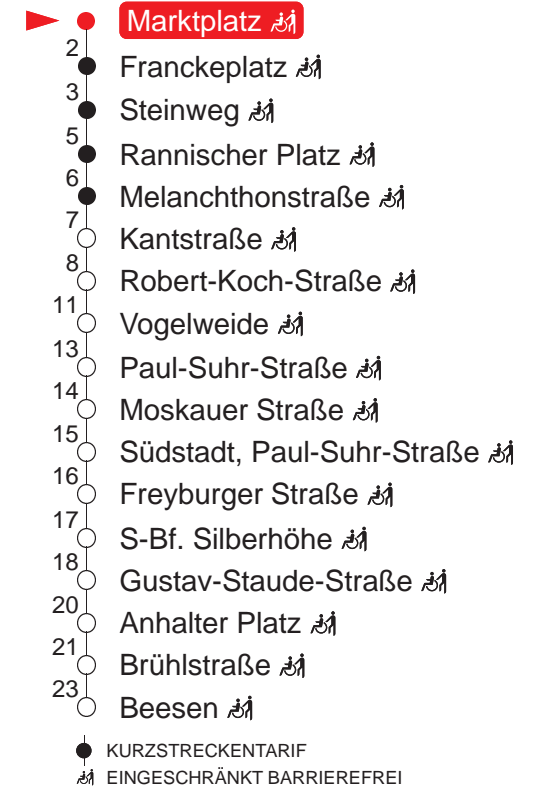 Marktplatz
2
Franckeplatz
3
Steinweg
5
Rannischer Platz
6
Melanchthonstraße
7
Kantstraße
8
Robert-Koch-Straße
11
Vogelweide
13
Paul-Suhr-Straße
14
Moskauer Straße
15
Südstadt, Paul-Suhr-Straße
16
Freyburger Straße
17
S-Bf. Silberhöhe
18
Gustav-Staude-Straße
20
Anhalter Platz
21
Brühlstraße
23
Beesen
KURZSTRECKENTARIF
EINGESCHRÄNKT BARRIEREFREI